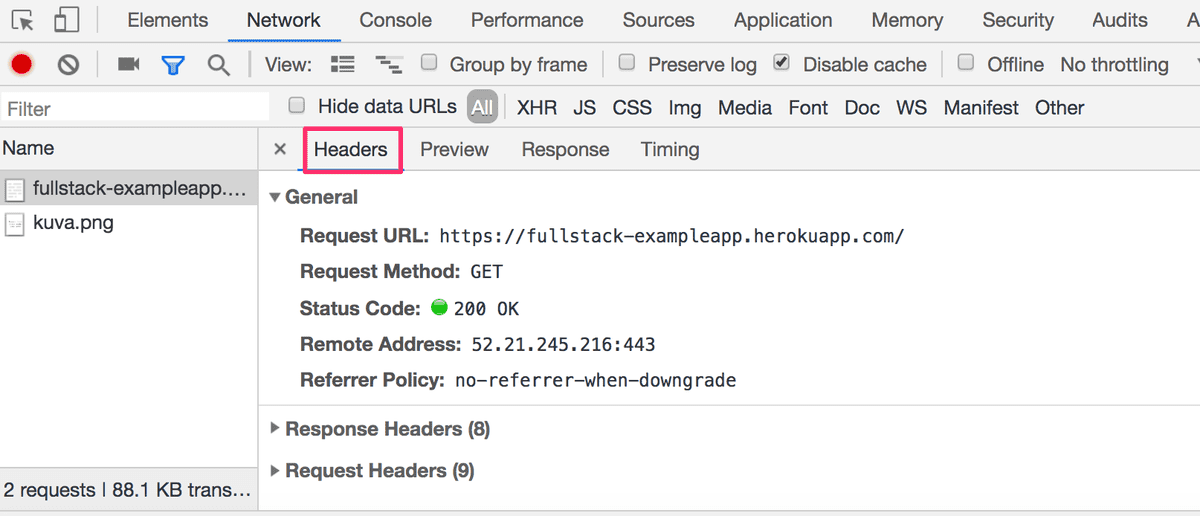 Elements Network Console Performance Sources Application Memory Security Audits A
View: Group by frame Preserve log Disable cache Offline No throttling
Filter Hide data URLs All XHR JS CSS Img Media Font Doc WS Manifest Other
Name × Headers Preview Response Timing
fullstack-exampleapp.…
kuva.png
General
Request URL: https://fullstack-exampleapp.herokuapp.com/
Request Method: GET
Status Code: 200 OK
Remote Address: 52.21.245.216:443
Referrer Policy: no-referrer-when-downgrade
Response Headers (8)
Request Headers (9)
2 requests | 88.1 KB trans…